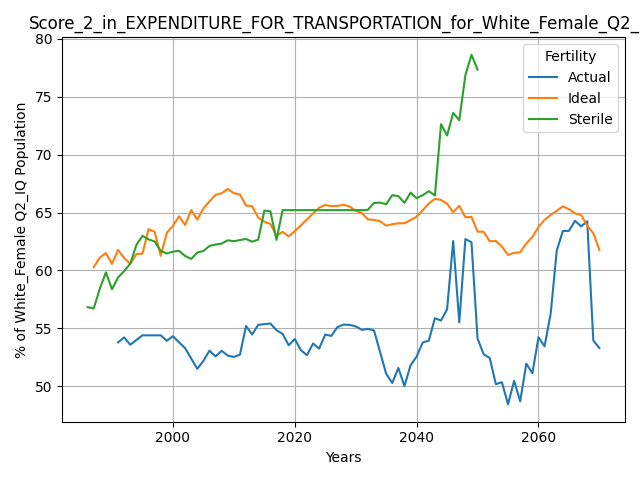 Score_2_in_EXPENDITURE_FOR_TRANSPORTATION_for_White_Female_Q2_
Fertility
Actual
Ideal
Sterile
% of White_Female Q2_IQ Population
80
75
70
65
60
55
50
2000
2020
2040
2060
Years